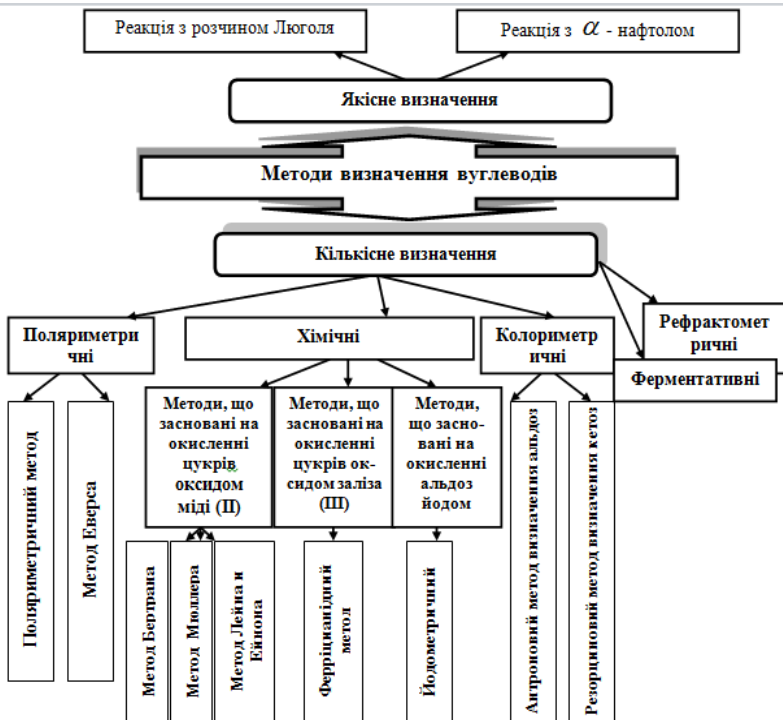 Реакція з розчином Люголя
Реакція з α - нафтолом
Якісне визначення
Методи визначення вуглеводів
Кількісне визначення
Поляриметри
чні
Хімічні
Колориметр
ичні
Рефрактомет
ричні
Ферментативні
Методи, що
засновані на
окисленні
цукрів
оксидом
міді (II)
Методи, що
засновані на
окисленні
цукрів ок-
сидом заліза
(III)
Методи,
що засно-
вані на
окисленні
альдоз
йодом
Поляриметричний метод
Метод Еверса
Метод Бертрана
Метод Мюллера
Метод Лейна и
Ейнона
Ферріцианідний
метод
Йодометричний
Антроновий метод визначення альдоз
Резорциновий метод визначення кетоз